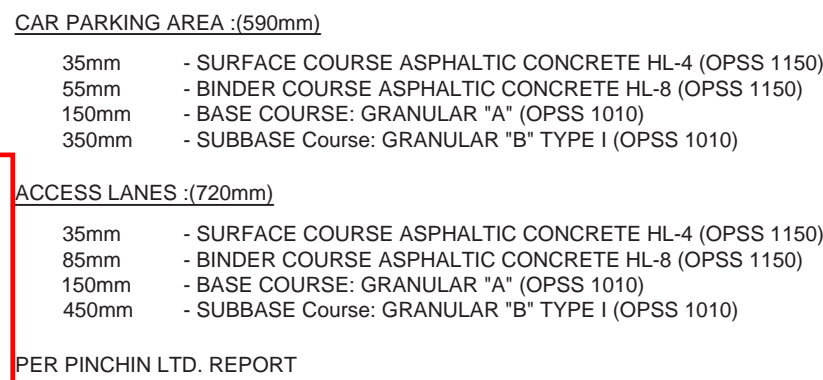 CAR PARKING AREA :(590mm)
35mm - SURFACE COURSE ASPHALTIC CONCRETE HL-4 (OPSS 1150)
55mm - BINDER COURSE ASPHALTIC CONCRETE HL-8 (OPSS 1150)
150mm - BASE COURSE: GRANULAR "A" (OPSS 1010)
350mm - SUBBASE Course: GRANULAR "B" TYPE I (OPSS 1010)
ACCESS LANES :(720mm)
35mm - SURFACE COURSE ASPHALTIC CONCRETE HL-4 (OPSS 1150)
85mm - BINDER COURSE ASPHALTIC CONCRETE HL-8 (OPSS 1150)
150mm - BASE COURSE: GRANULAR "A" (OPSS 1010)
450mm - SUBBASE Course: GRANULAR "B" TYPE I (OPSS 1010)
PER PINCHIN LTD. REPORT